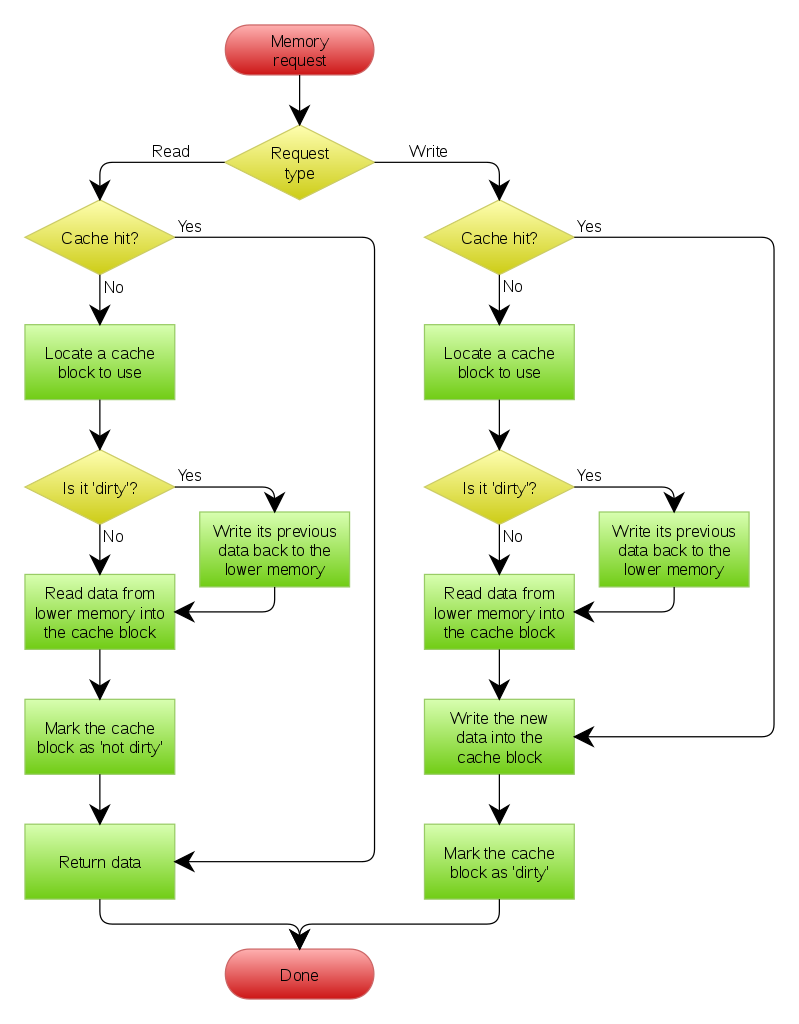 Memory
request
Request
type
Read
Write
Cache hit?
Yes
No
Locate a cache
block to use
Is it 'dirty'?
Yes
No
Write its previous
data back to the
lower memory
Read data from
lower memory into
the cache block
Mark the cache
block as 'not dirty'
Return data
Cache hit?
Yes
No
Locate a cache
block to use
Is it 'dirty'?
Yes
No
Write its previous
data back to the
lower memory
Read data from
lower memory into
the cache block
Write the new
data into the
cache block
Mark the cache
block as 'dirty'
Done